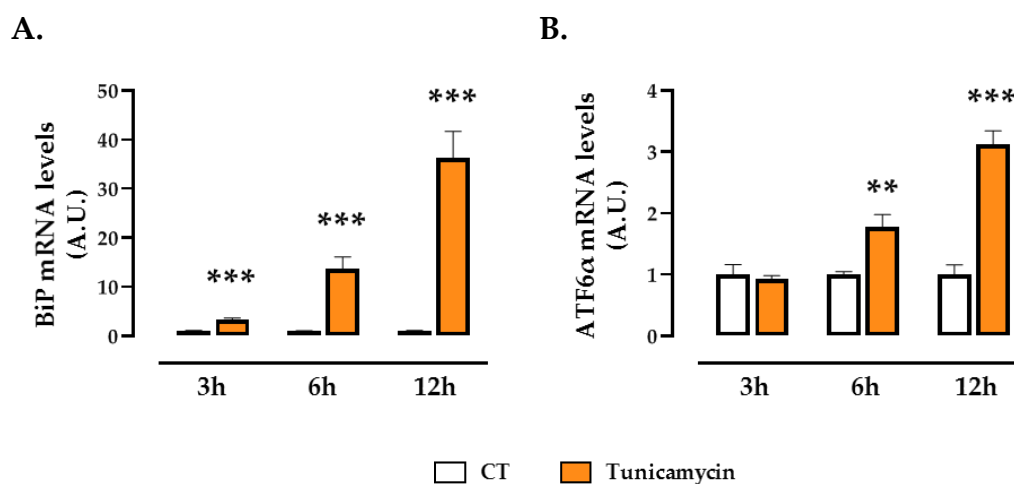 A.
BiP mRNA levels
(A.U.)
50
40
30
20
10
0
***
***
***
3h
6h
12h
B.
ATF6α mRNA levels
(A.U.)
4
3
2
1
0
**
***
3h
6h
12h
CT
Tunicamycin